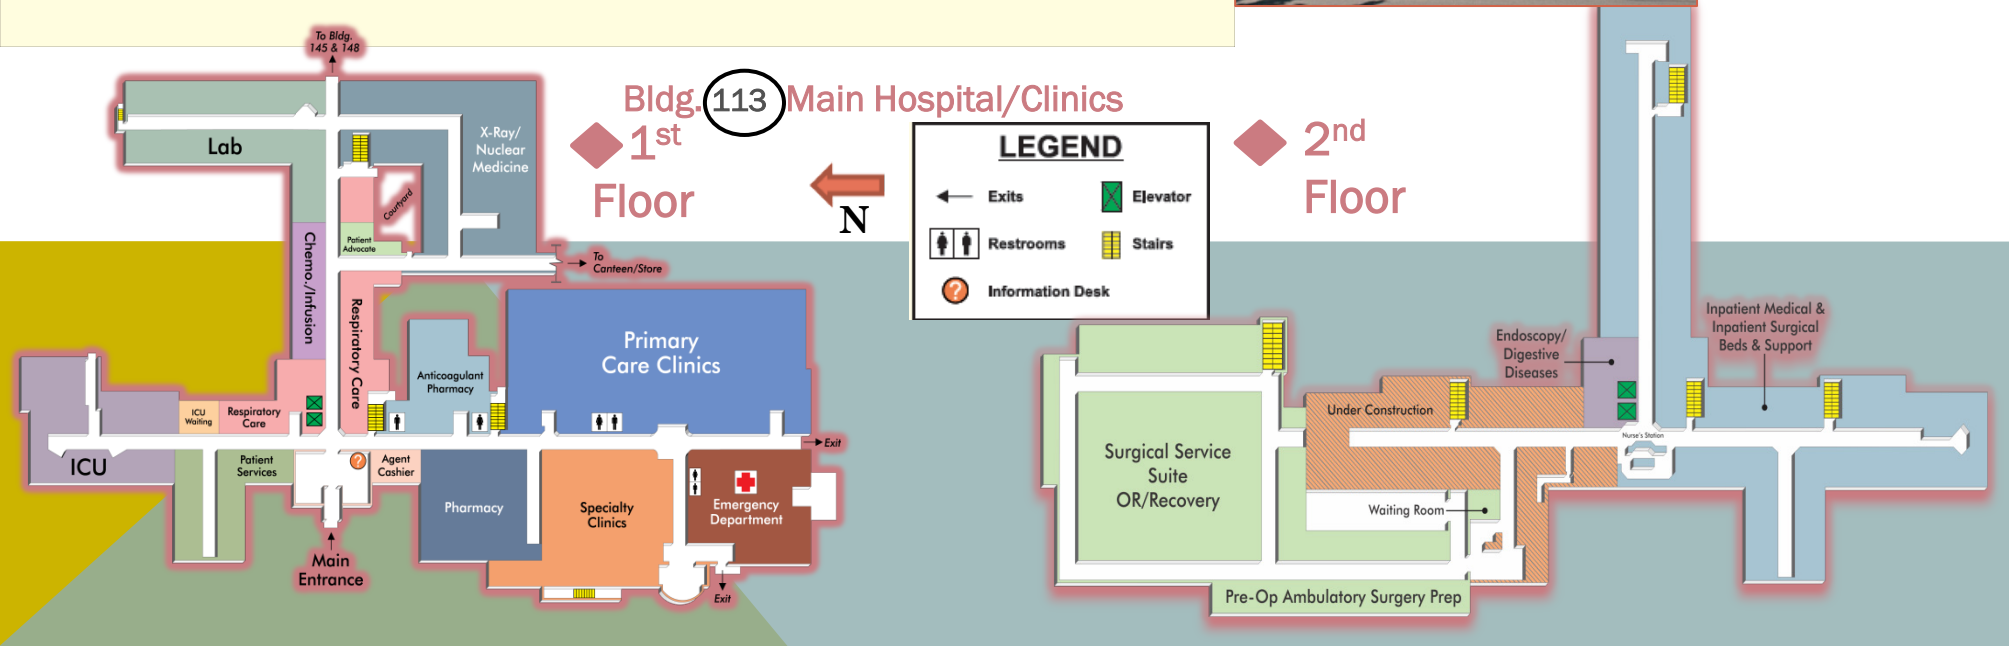 To Bldg.
145 & 148
Bldg. 113 Main Hospital/Clinics
1st
Floor
2nd
Floor
N
LEGEND
Exits
Elevator
Restrooms
Stairs
?
Information Desk
Lab
X-Ray/
Nuclear
Medicine
Courtyard
Patient
Advocate
Chemo./Infusion
Respiratory Care
To
Canteen/Store
Primary
Care Clinics
Anticoagulant
Pharmacy
ICU
Waiting
Respiratory
Care
ICU
Patient
Services
?
Agent
Cashier
Pharmacy
Specialty
Clinics
Emergency
Department
Exit
Exit
Main
Entrance
Surgical Service
Suite
OR/Recovery
Under Construction
Waiting Room
Pre-Op Ambulatory Surgery Prep
Endoscopy/
Digestive
Diseases
Inpatient Medical &
Inpatient Surgical
Beds & Support
Nurse's Station